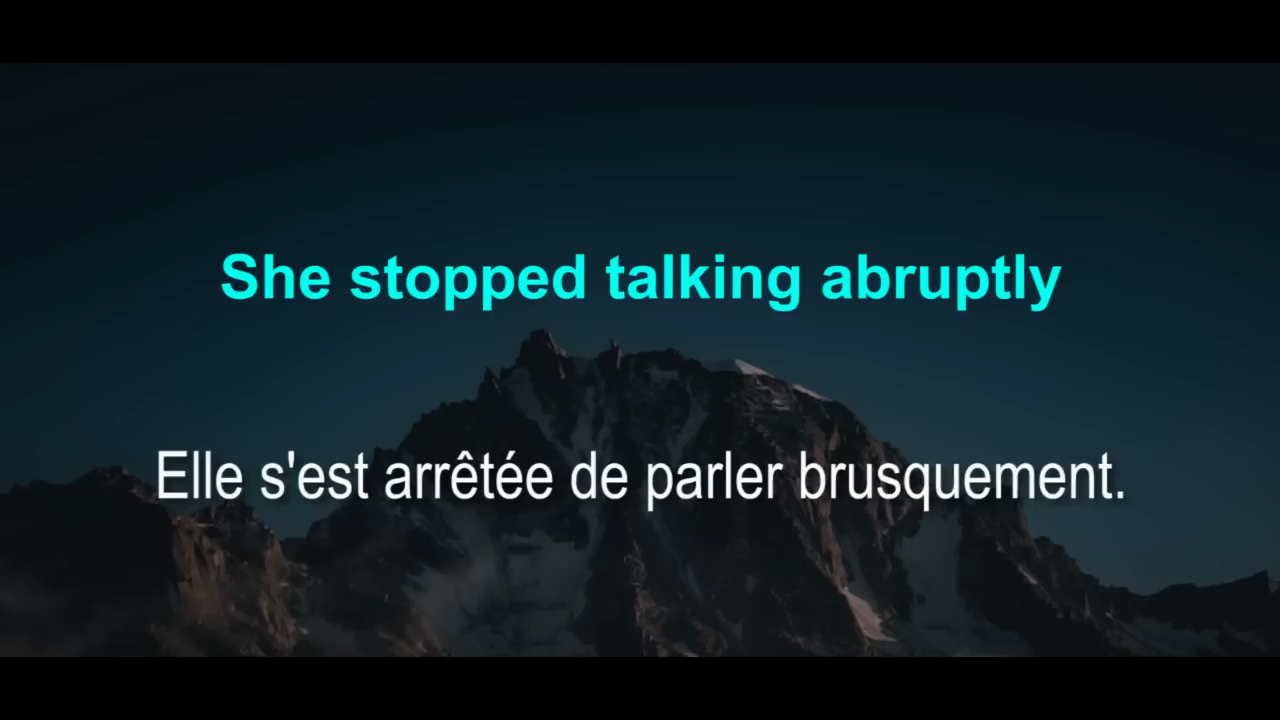 She stopped talking abruptly
Elle s'est arrêtée de parler brusquement.